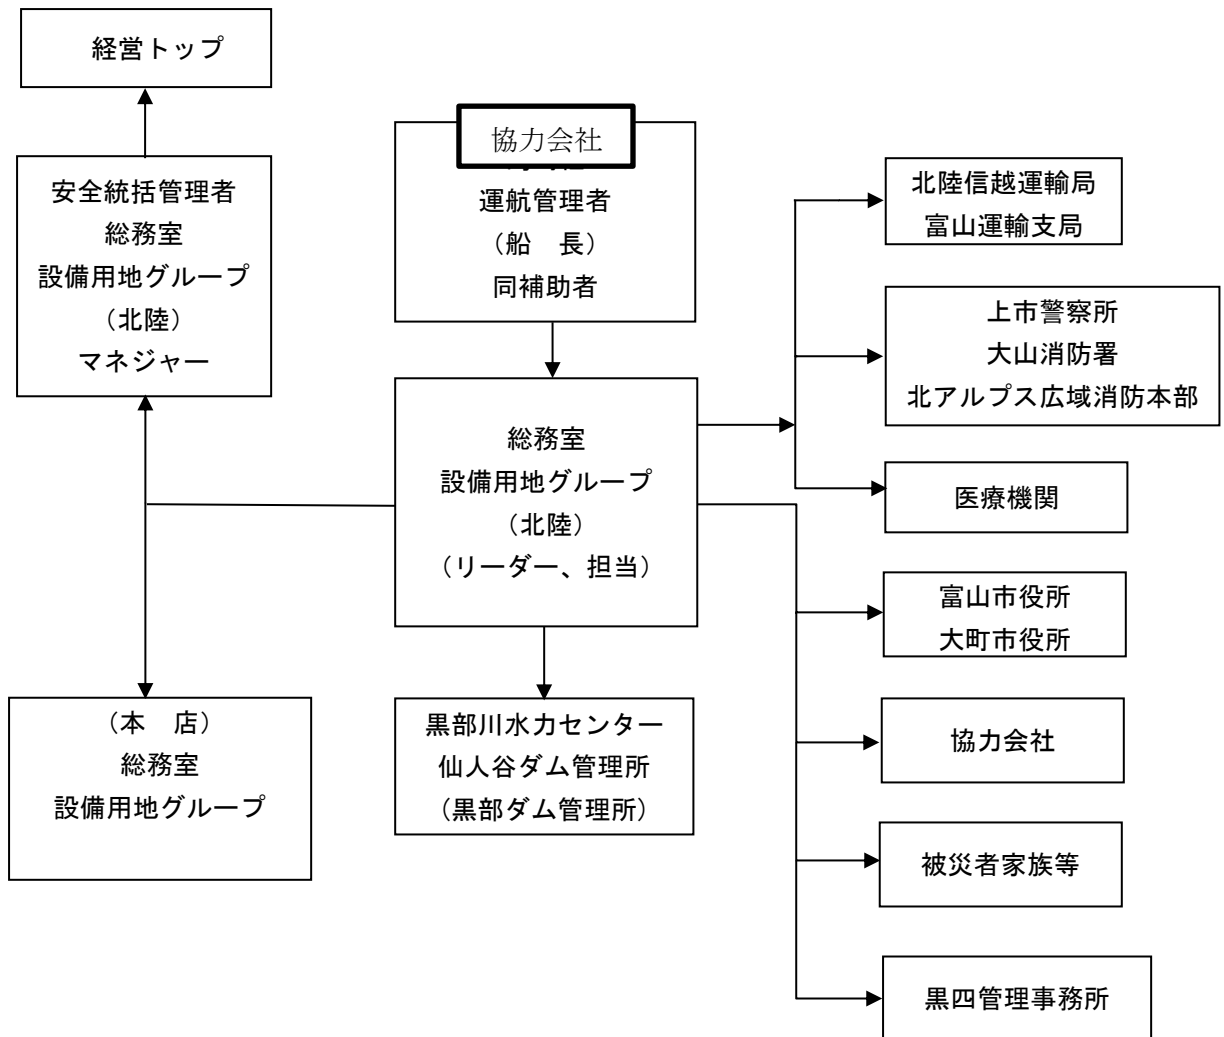 経営トップ
安全統括管理者
総務室
設備用地グループ
（北陸）
マネジャー
（本　店）
総務室
設備用地グループ
協力会社
運航管理者
（船　長）
同補助者
総務室
設備用地グループ
（北陸）
（リーダー、担当）
黒部川水力センター
仙人谷ダム管理所
（黒部ダム管理所）
北陸信越運輸局
富山運輸支局
上市警察所
大山消防署
北アルプス広域消防本部
医療機関
富山市役所
大町市役所
協力会社
被災者家族等
黒四管理事務所